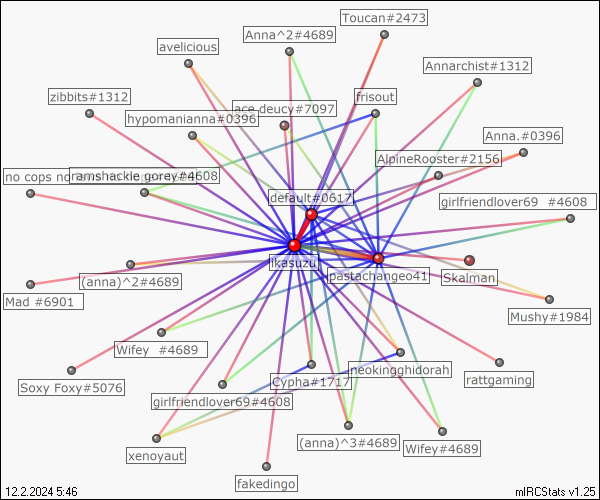 Toucan#2473
Anna^2#4689
avelicious
Annarchist#1312
zibbits#1312
frisout
ace deucy#7097
hypomanianna#0396
Anna.#0396
AlpineRooster#2156
no cops no
ramshackle gorey#4608
default#0617
girlfriendlover69 #4608
ikasuzu
pastachangeo41
Skalman
(anna)^2#4689
Mad #6901
Mushy#1984
Wifey #4689
neokingghidorah
rattgaming
Soxy Foxy#5076
Cypha#1717
girlfriendlover69#4608
(anna)^3#4689
Wifey#4689
xenoyaut
fakedingo
12.2.2024 5:46
mIRCStats v1.25